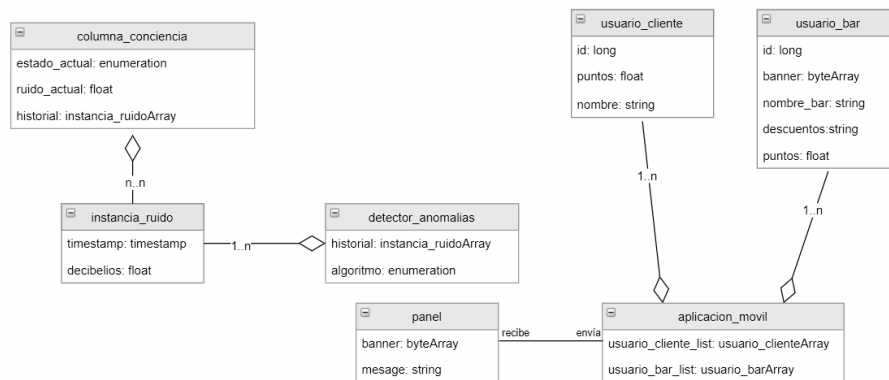 columna_conciencia
estado_actual: enumeration
ruido_actual: float
historial: instancia_ruidoArray
usuario_cliente
id: long
puntos: float
nombre: string
usuario_bar
id: long
banner: byteArray
nombre_bar: string
descuentos:string
puntos: float
n..n
1..n
1..n
instancia_ruido
timestamp: timestamp
decibelios: float
1..n
detector_anomalias
historial: instancia_ruidoArray
algoritmo: enumeration
panel
banner: byteArray
mesage: string
recibe
envía
aplicacion_movil
usuario_cliente_list: usuario_clienteArray
usuario_bar_list: usuario_barArray